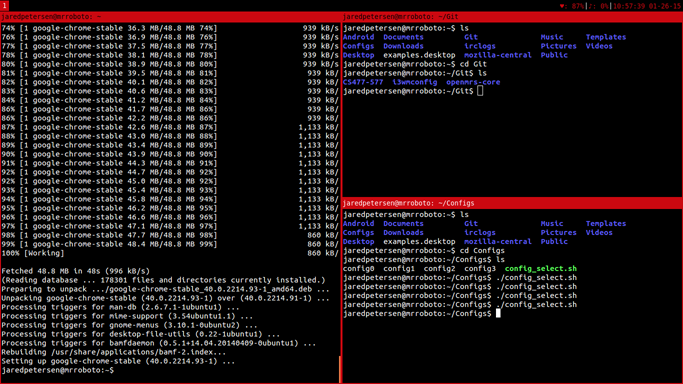 1
87% 0% 18:57:39 01-26-15
jaredpetersen@mrroboto: ~
74% [1 google-chrome-stable 36.3 MB/48.8 MB 74%] 939 kB/s
76% [1 google-chrome-stable 36.9 MB/48.8 MB 76%] 939 kB/s
77% [1 google-chrome-stable 37.5 MB/48.8 MB 77%] 939 kB/s
78% [1 google-chrome-stable 38.1 MB/48.8 MB 78%] 939 kB/s
80% [1 google-chrome-stable 38.9 MB/48.8 MB 80%] 939 kB/s
81% [1 google-chrome-stable 39.5 MB/48.8 MB 81%] 939 kB/s
82% [1 google-chrome-stable 40.1 MB/48.8 MB 82%] 939 kB/s
83% [1 google-chrome-stable 40.6 MB/48.8 MB 83%] 939 kB/s
84% [1 google-chrome-stable 41.2 MB/48.8 MB 84%] 939 kB/s
86% [1 google-chrome-stable 41.7 MB/48.8 MB 86%] 939 kB/s
86% [1 google-chrome-stable 42.2 MB/48.8 MB 86%] 939 kB/s
87% [1 google-chrome-stable 42.6 MB/48.8 MB 87%] 1,133 kB/s
88% [1 google-chrome-stable 43.0 MB/48.8 MB 88%] 1,133 kB/s
89% [1 google-chrome-stable 43.4 MB/48.8 MB 89%] 1,133 kB/s
90% [1 google-chrome-stable 43.9 MB/48.8 MB 90%] 1,133 kB/s
91% [1 google-chrome-stable 44.3 MB/48.8 MB 91%] 1,133 kB/s
92% [1 google-chrome-stable 44.7 MB/48.8 MB 92%] 1,133 kB/s
92% [1 google-chrome-stable 45.0 MB/48.8 MB 92%] 1,133 kB/s
93% [1 google-chrome-stable 45.4 MB/48.8 MB 93%] 1,133 kB/s
94% [1 google-chrome-stable 45.8 MB/48.8 MB 94%] 1,133 kB/s
95% [1 google-chrome-stable 46.2 MB/48.8 MB 95%] 1,133 kB/s
96% [1 google-chrome-stable 46.6 MB/48.8 MB 96%] 1,133 kB/s
97% [1 google-chrome-stable 47.1 MB/48.8 MB 97%] 1,133 kB/s
98% [1 google-chrome-stable 47.7 MB/48.8 MB 98%] 860 kB/s
99% [1 google-chrome-stable 48.4 MB/48.8 MB 99%] 860 kB/s
100% [Working] 860 kB/s
Fetched 48.8 MB in 48s (996 kB/s)
(Reading database ... 178301 files and directories currently installed.)
Preparing to unpack .../google-chrome-stable_40.0.2214.93-1_amd64.deb ...
Unpacking google-chrome-stable (40.0.2214.93-1) over (40.0.2214.91-1) ...
Processing triggers for man-db (2.6.7.1-1ubuntu1) ...
Processing triggers for mime-support (3.54ubuntu1.1) ...
Processing triggers for gnome-menus (3.10.1-0ubuntu2) ...
Processing triggers for desktop-file-utils (0.22-1ubuntu1) ...
Processing triggers for bamfdaemon (0.5.1+14.04.20140409-0ubuntu1) ...
Rebuilding /usr/share/applications/bamf-2.index...
Setting up google-chrome-stable (40.0.2214.93-1) ...
jaredpetersen@mrroboto:~$
jaredpetersen@mrroboto: ~/Git
jaredpetersen@mrroboto:~$ ls
Android Documents Git Music Templates
Configs Downloads irclogs Pictures Videos
Desktop examples.desktop mozilla-central Public
jaredpetersen@mrroboto:~$ cd Git
jaredpetersen@mrroboto:~/Git$ ls
CS477-577 i3wmconfig openmrs-core
jaredpetersen@mrroboto:~/Git$
jaredpetersen@mrroboto: ~/Configs
jaredpetersen@mrroboto:~$ ls
Android Documents Git Music Templates
Configs Downloads irclogs Pictures Videos
Desktop examples.desktop mozilla-central Public
jaredpetersen@mrroboto:~$ cd Configs
jaredpetersen@mrroboto:~/Configs$ ls
config0 config1 config2 config3 config_select.sh
jaredpetersen@mrroboto:~/Configs$ ./config_select.sh
jaredpetersen@mrroboto:~/Configs$ ./config_select.sh
jaredpetersen@mrroboto:~/Configs$ ./config_select.sh
jaredpetersen@mrroboto:~/Configs$ ./config_select.sh
jaredpetersen@mrroboto:~/Configs$